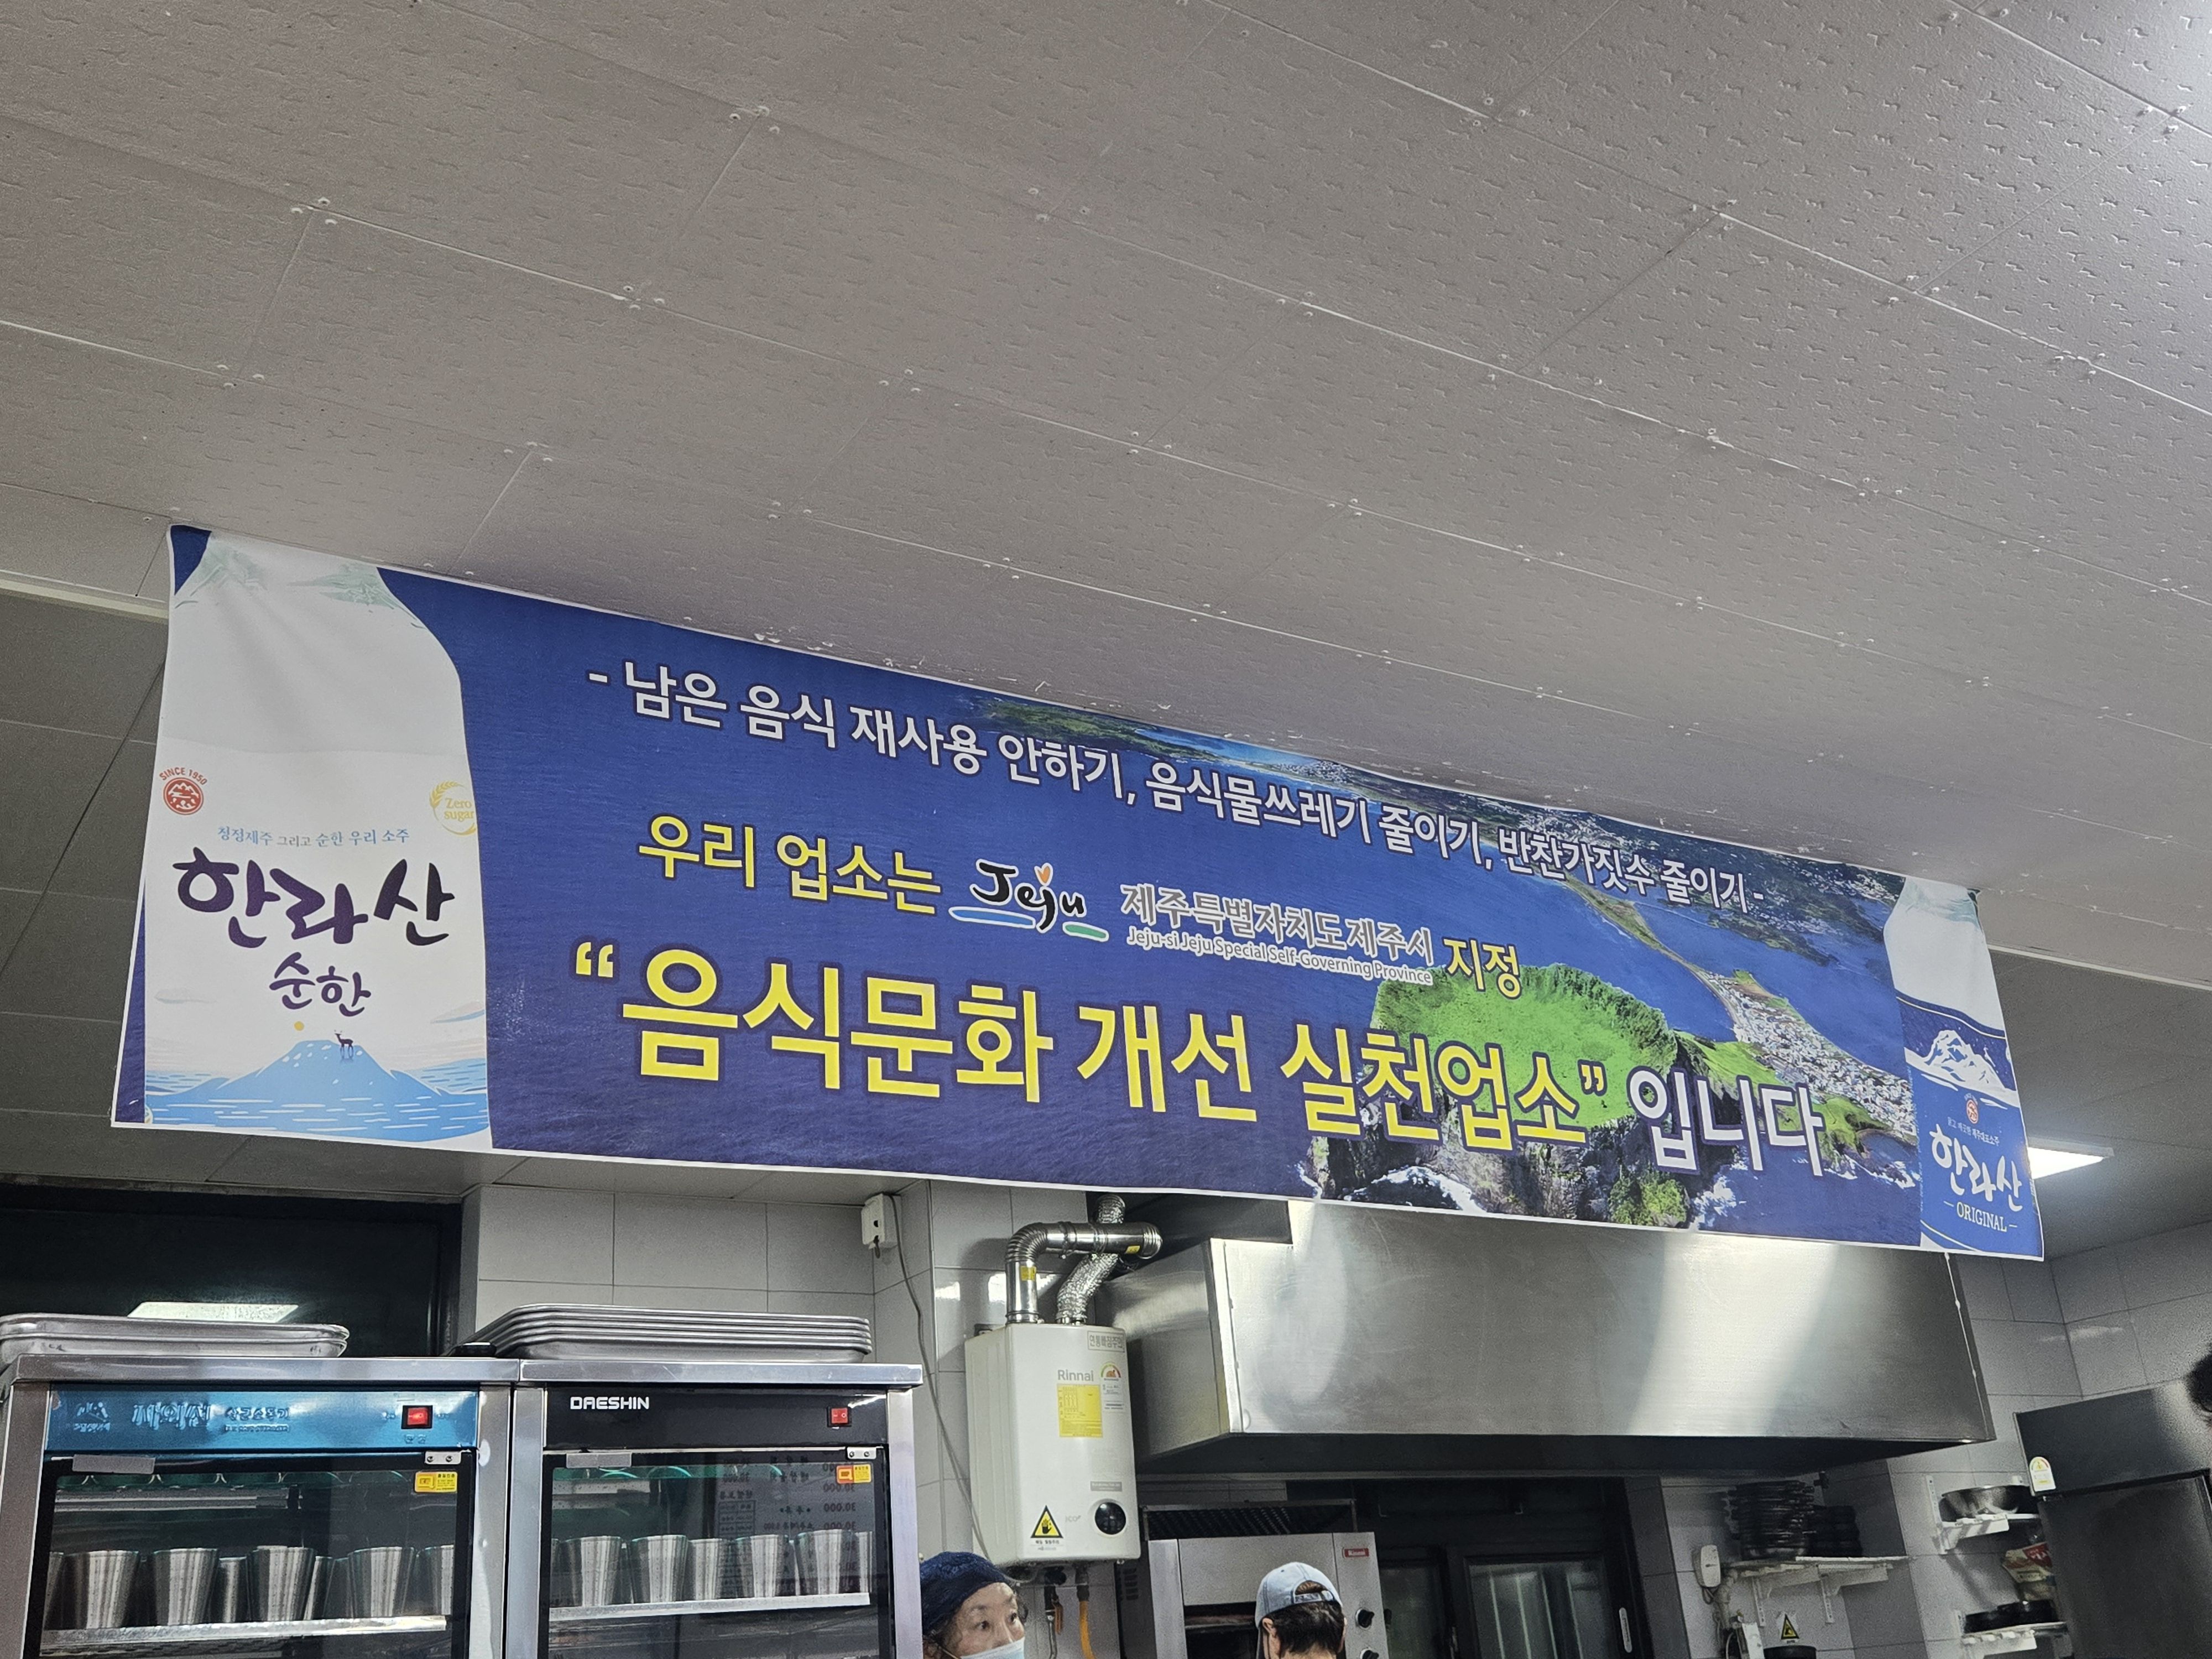 - 남은 음식 재사용 안하기, 음식물쓰레기 줄이기, 반찬가짓수 줄이기 -
우리 업소는 Jeju 제주특별자치도제주시 지정
Jeju-si Jeju Special Self-Governing Province
“음식문화 개선 실천업소” 입니다
SINCE 1950
Zero
sugar
청정제주 그리고 순한 우리 소주
한라산
순한
한라산
ORIGINAL
DAESHIN
Rinnai
Rinnai